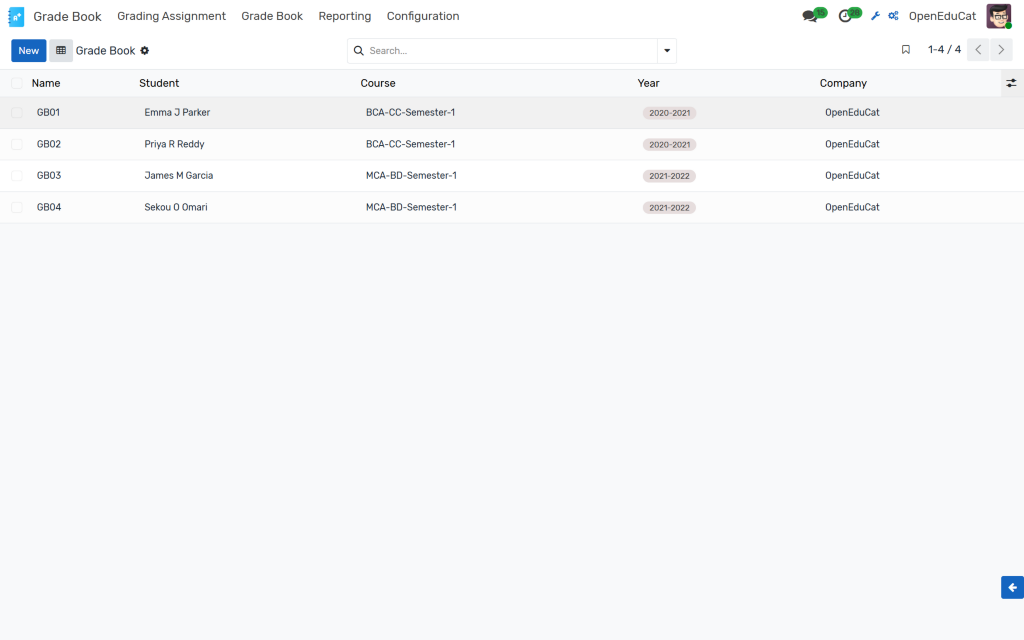 Grade Book Grading Assignment Grade Book Reporting Configuration 15 28 OpenEduCat
New Grade Book Search... 1-4 / 4
Name Student Course Year Company
GB01 Emma J Parker BCA-CC-Semester-1 2020-2021 OpenEduCat
GB02 Priya R Reddy BCA-CC-Semester-1 2020-2021 OpenEduCat
GB03 James M Garcia MCA-BD-Semester-1 2021-2022 OpenEduCat
GB04 Sekou O Omari MCA-BD-Semester-1 2021-2022 OpenEduCat